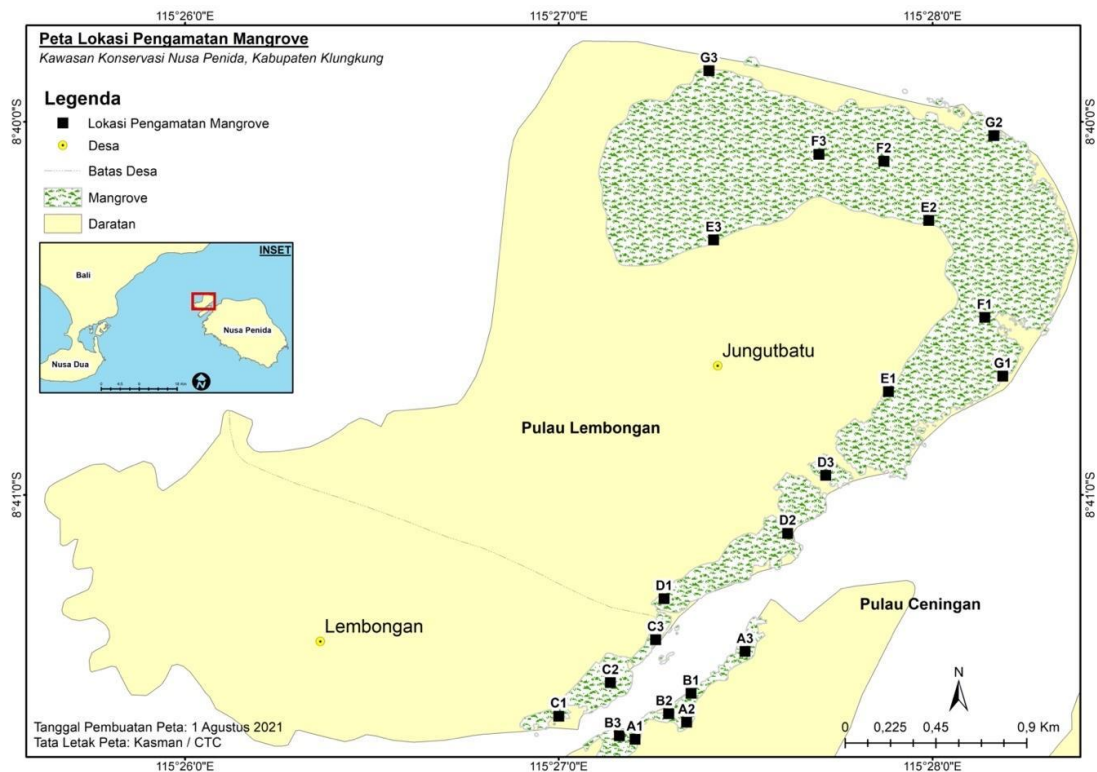 115°26'0"E
115°27'0"E
115°28'0"E
Peta Lokasi Pengamatan Mangrove
Kawasan Konservasi Nusa Penida, Kabupaten Klungkung
Legenda
Lokasi Pengamatan Mangrove
Desa
Batas Desa
Mangrove
Daratan
INSET
Bali
Nusa Penida
Nusa Dua
N
8°40'0"S
8°40'0"S
G3
G2
F3
F2
E2
E3
F1
G1
E1
Jungutbatu
Pulau Lembongan
D3
8°41'0"S
8°41'0"S
D2
D1
Pulau Ceningan
Lembongan
C3
A3
C2
B1
C1
B2
A2
B3
A1
N
0 0,225 0,45 0,9 Km
Tanggal Pembuatan Peta: 1 Agustus 2021
Tata Letak Peta: Kasman / CTC
115°26'0"E
115°27'0"E
115°28'0"E